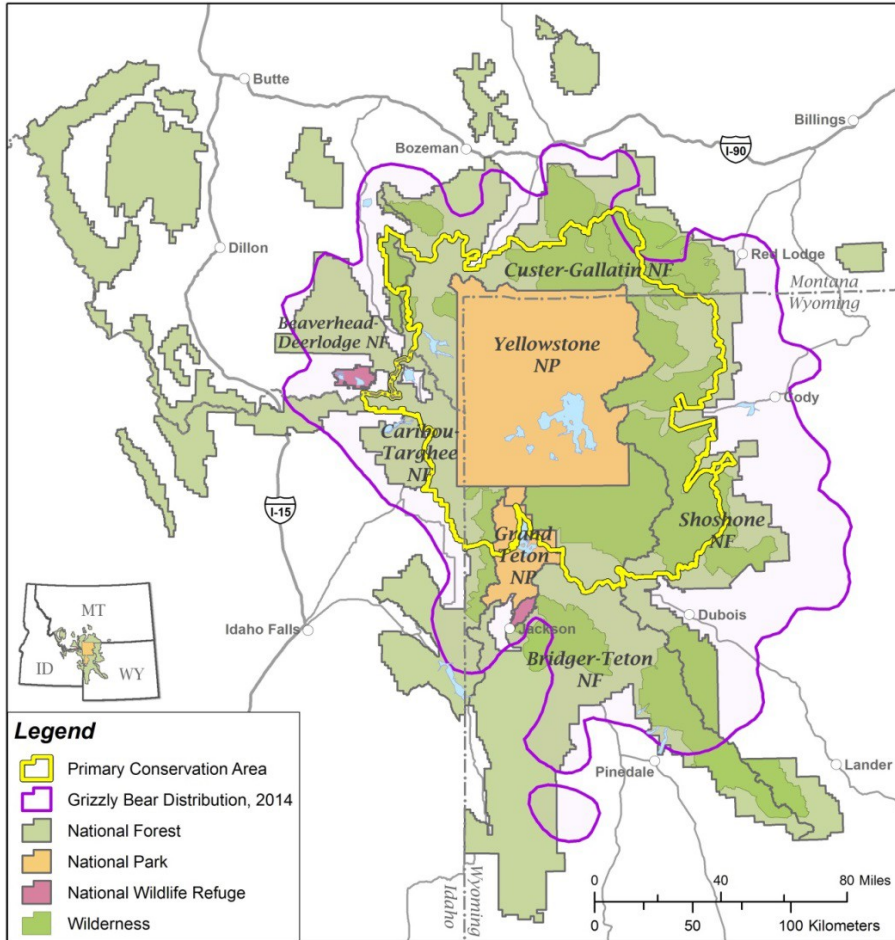 Butte
Billings
Bozeman
I-90
Dillon
Red Lodge
Custer-Gallatin NF
Montana
Wyoming
Beaverhead-
Deerlodge NF
Yellowstone
NP
Cody
Caribou-
Targhee
NF
I-15
Shoshone
NF
Grand
Teton
NP
Dubois
Idaho Falls
Jackson
MT
ID
WY
Bridger-Teton
NF
Lander
Pinedale
Legend
Primary Conservation Area
Grizzly Bear Distribution, 2014
National Forest
National Park
National Wildlife Refuge
Wilderness
Wyoming
Idaho
0 40 80 Miles
0 50 100 Kilometers